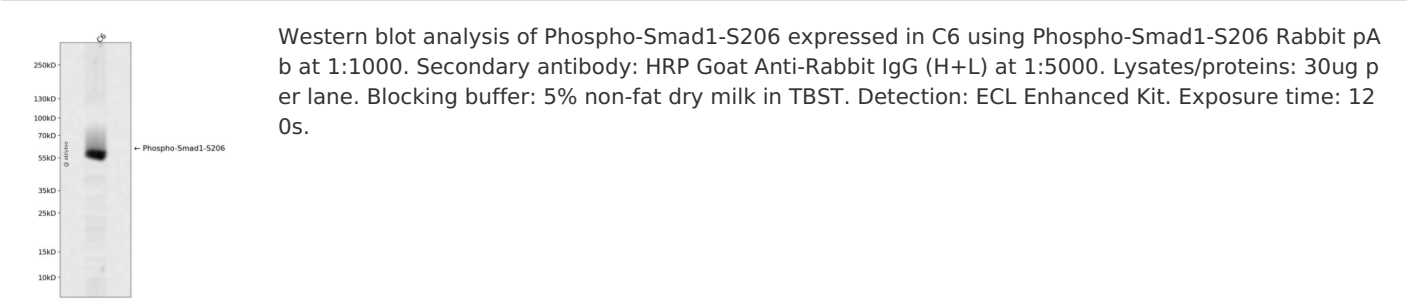 C6
Western blot analysis of Phospho-Smad1-S206 expressed in C6 using Phospho-Smad1-S206 Rabbit pA
b at 1:1000. Secondary antibody: HRP Goat Anti-Rabbit IgG (H+L) at 1:5000. Lysates/proteins: 30ug p
er lane. Blocking buffer: 5% non-fat dry milk in TBST. Detection: ECL Enhanced Kit. Exposure time: 12
0s.
250kD
130kD
100kD
70kD
← Phospho-Smad1-S206
55kD
35kD
25kD
15kD
10kD